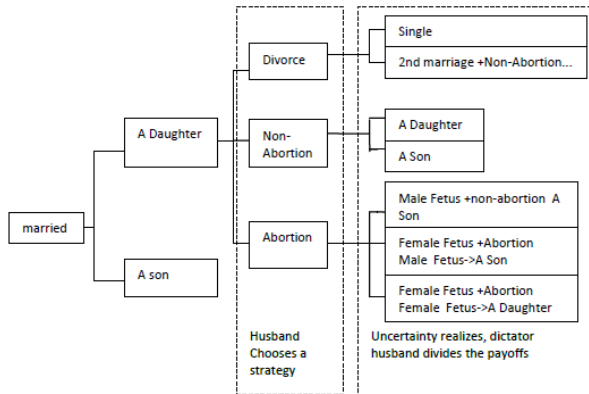 Single
2nd marriage +Non-Abortion...
Divorce
A Daughter
Non-
Abortion
A Daughter
A Son
married
Abortion
Male Fetus +non-abortion A
Son
Female Fetus +Abortion
Male Fetus->A Son
Female Fetus +Abortion
Female Fetus->A Daughter
A son
Husband
Chooses a
strategy
Uncertainty realizes, dictator
husband divides the payoffs